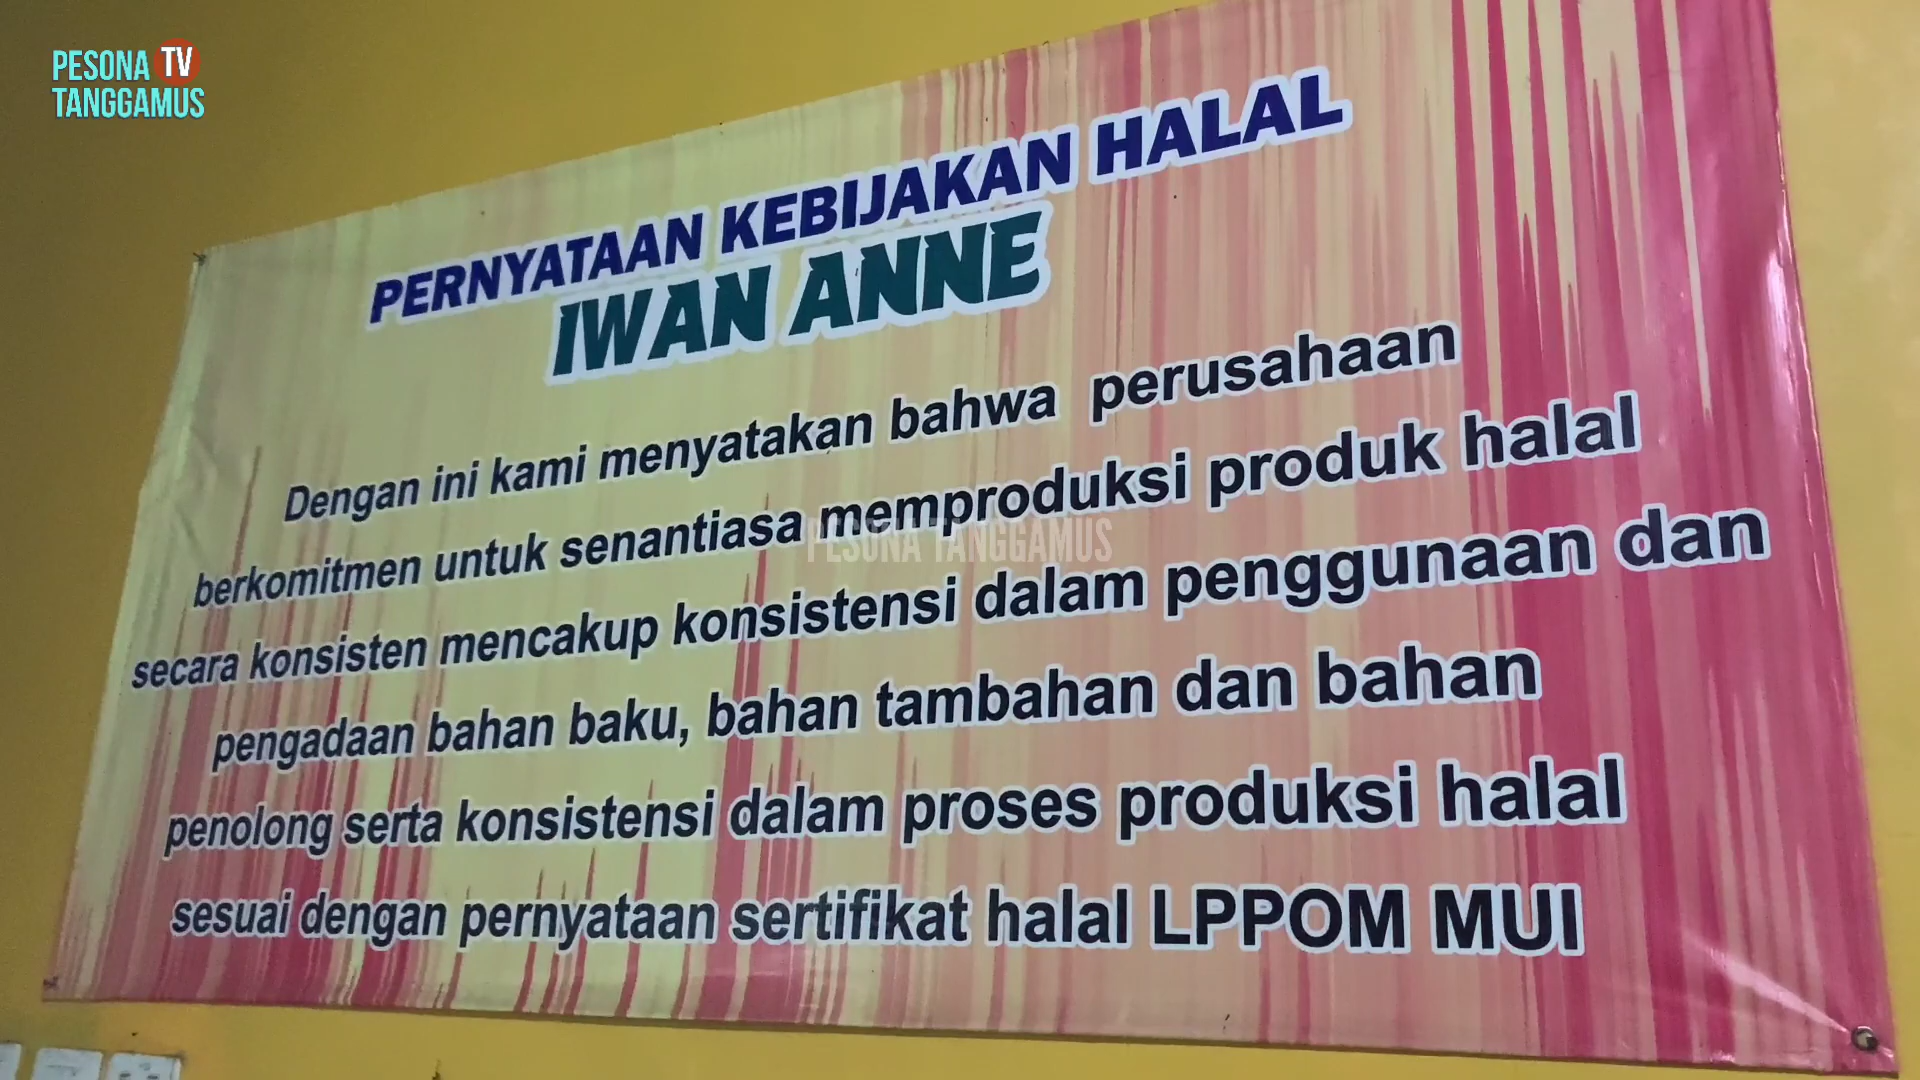 PESONA TV
TANGGAMUS
PERNYATAAN KEBIJAKAN HALAL
IWAN ANNE
Dengan ini kami menyatakan bahwa perusahaan
berkomitmen untuk senantiasa memproduksi produk halal
PESONA TANGGAMUS
secara konsisten mencakup konsistensi dalam penggunaan dan
pengadaan bahan baku, bahan tambahan dan bahan
penolong serta konsistensi dalam proses produksi halal
sesuai dengan pernyataan sertifikat halal LPPOM MUI